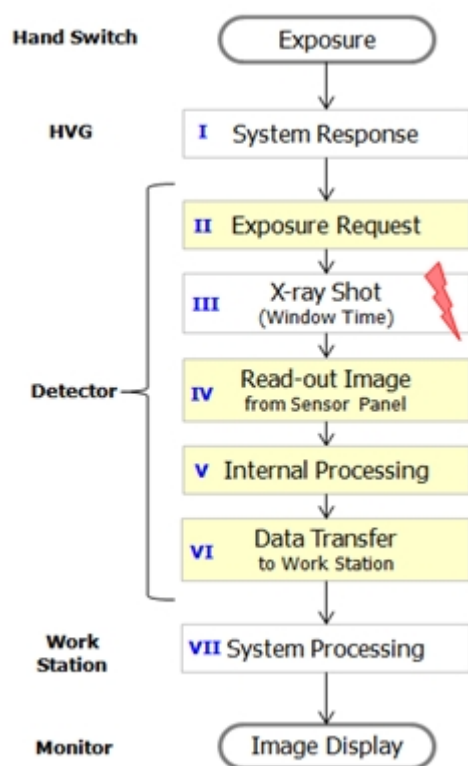 Hand Switch
Exposure
HVG
I System Response
II Exposure Request
III X-ray Shot
(Window Time)
Detector
IV Read-out Image
from Sensor Panel
V Internal Processing
VI Data Transfer
to Work Station
Work
Station
VII System Processing
Monitor
Image Display